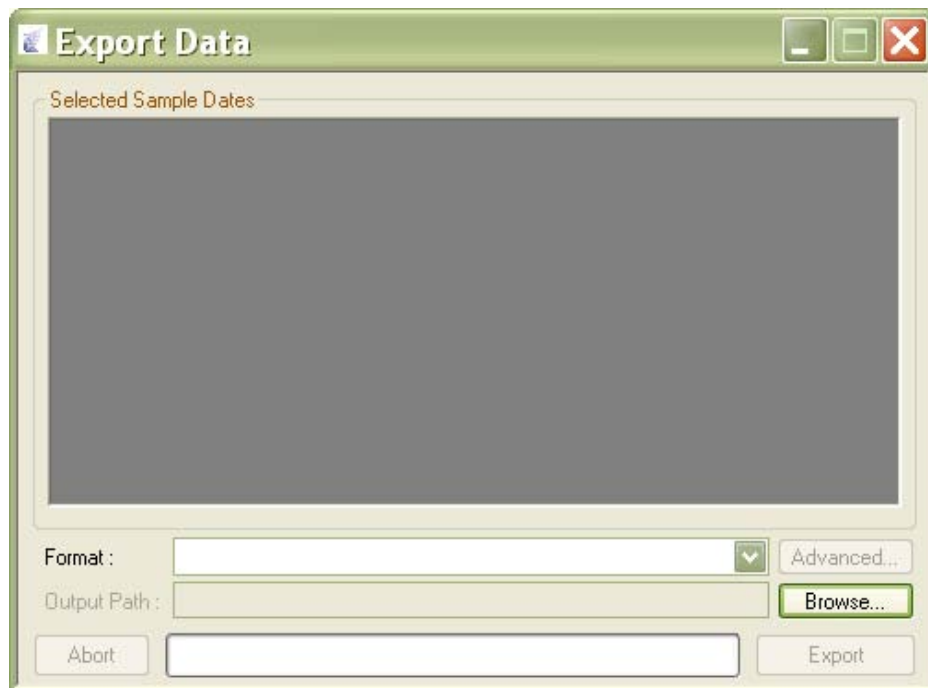 Export Data
Selected Sample Dates
Format :
Advanced...
Output Path :
Browse...
Abort
Export